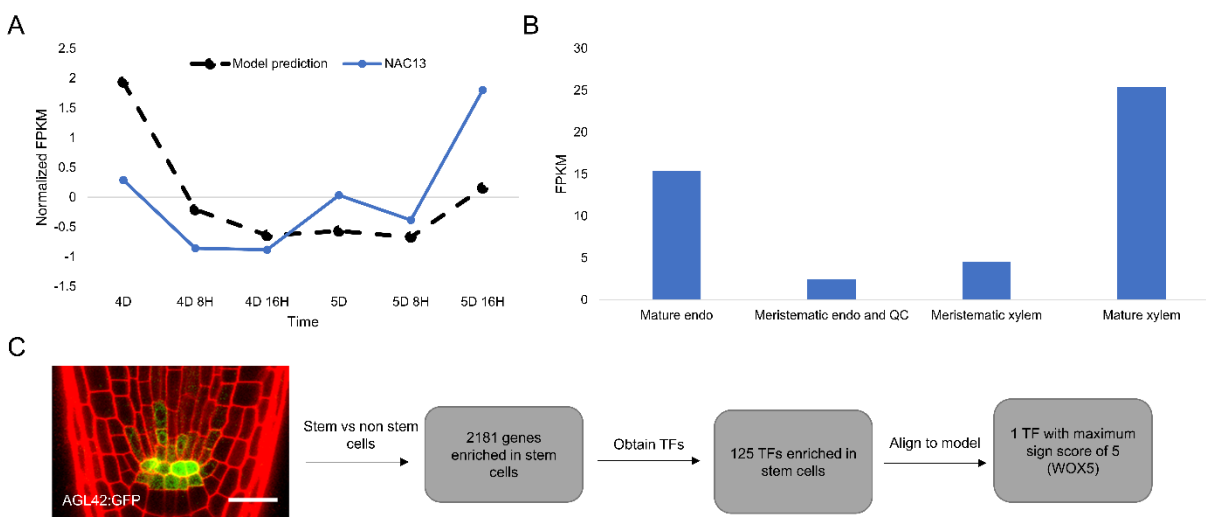 A
2.5
2
1.5
1
0.5
0
-0.5
-1
-1.5
Normalized FPKM
Model prediction
NAC13
4D
4D 8H
4D 16H
5D
5D 8H
5D 16H
Time
B
30
25
20
15
10
5
0
FPKM
Mature endo
Meristematic endo and QC
Meristematic xylem
Mature xylem
C
AGL42:GFP
Stem vs non stem
cells
2181 genes
enriched in stem
cells
Obtain TFs
125 TFs enriched in
stem cells
Align to model
1 TF with maximum
sign score of 5
(WOX5)